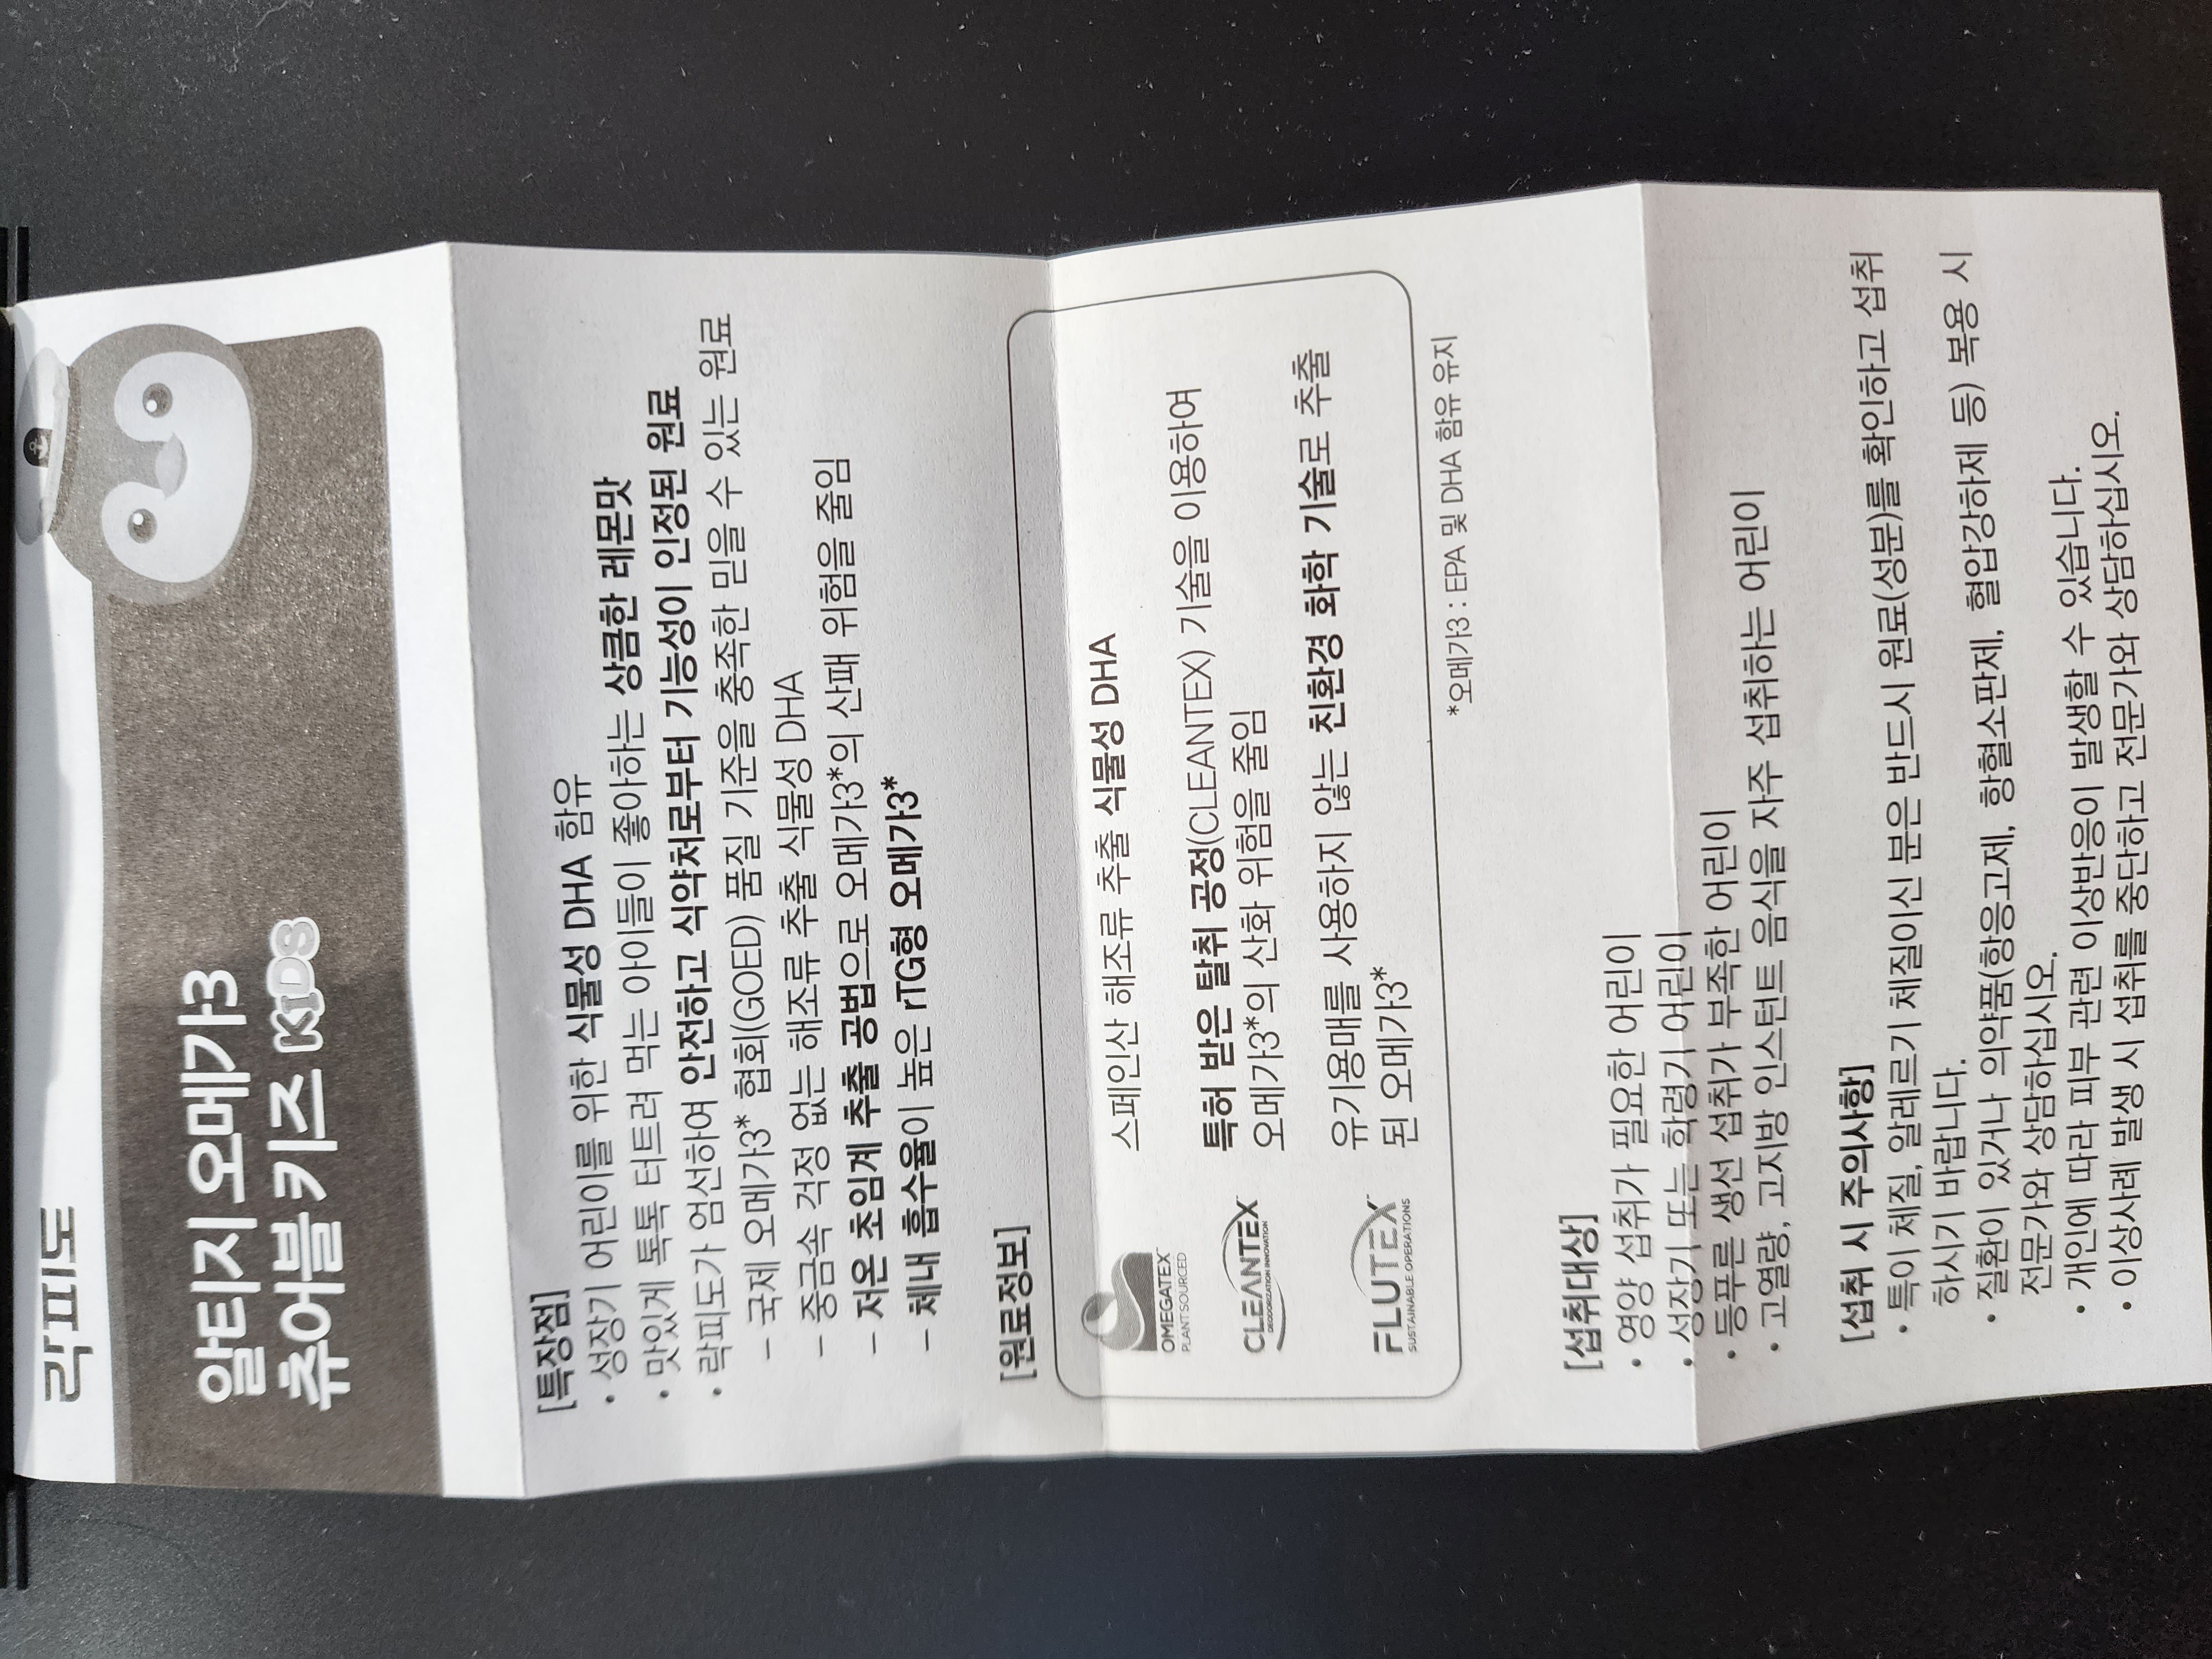 락피도
알티지 오메가3
츄어블 키즈 KIDS
[특장점]
• 성장기 어린이를 위한 식물성 DHA 함유
• 맛있게 톡톡 터트려 먹는 아이들이 좋아하는 상큼한 레몬맛
• 락피도가 엄선하여 안전하고 식약처로부터 기능성이 인정된 원료
– 국제 오메가3* 협회(GOED) 품질 기준을 충족한 믿을 수 있는 원료
– 중금속 걱정 없는 해조류 추출 식물성 DHA
– 저온 초임계 추출 공법으로 오메가3*의 산패 위험을 줄임
– 체내 흡수율이 높은 rTG형 오메가3*
[원료정보]
OMEGATEX™
PLANT SOURCED
스페인산 해조류 추출 식물성 DHA
CLEANTEX™
DEODORIZATION INNOVATION
특허 받은 탈취 공정(CLEANTEX) 기술을 이용하여
오메가3*의 산화 위험을 줄임
FLUTEX™
SUSTAINABLE OPERATIONS
유기용매를 사용하지 않는 친환경 화학 기술로 추출
된 오메가3*
*오메가3 : EPA 및 DHA 함유 유지
[섭취대상]
• 영양 섭취가 필요한 어린이
• 성장기 또는 학령기 어린이
• 등푸른 생선 섭취가 부족한 어린이
• 고열량, 고지방 인스턴트 음식을 자주 섭취하는 어린이
[섭취 시 주의사항]
• 특이 체질, 알레르기 체질이신 분은 반드시 원료(성분)를 확인하고 섭취
하시기 바랍니다.
• 질환이 있거나 의약품(항응고제, 항혈소판제, 혈압강하제 등) 복용 시
전문가와 상담하십시오.
• 개인에 따라 피부 관련 이상반응이 발생할 수 있습니다.
• 이상사례 발생 시 섭취를 중단하고 전문가와 상담하십시오.